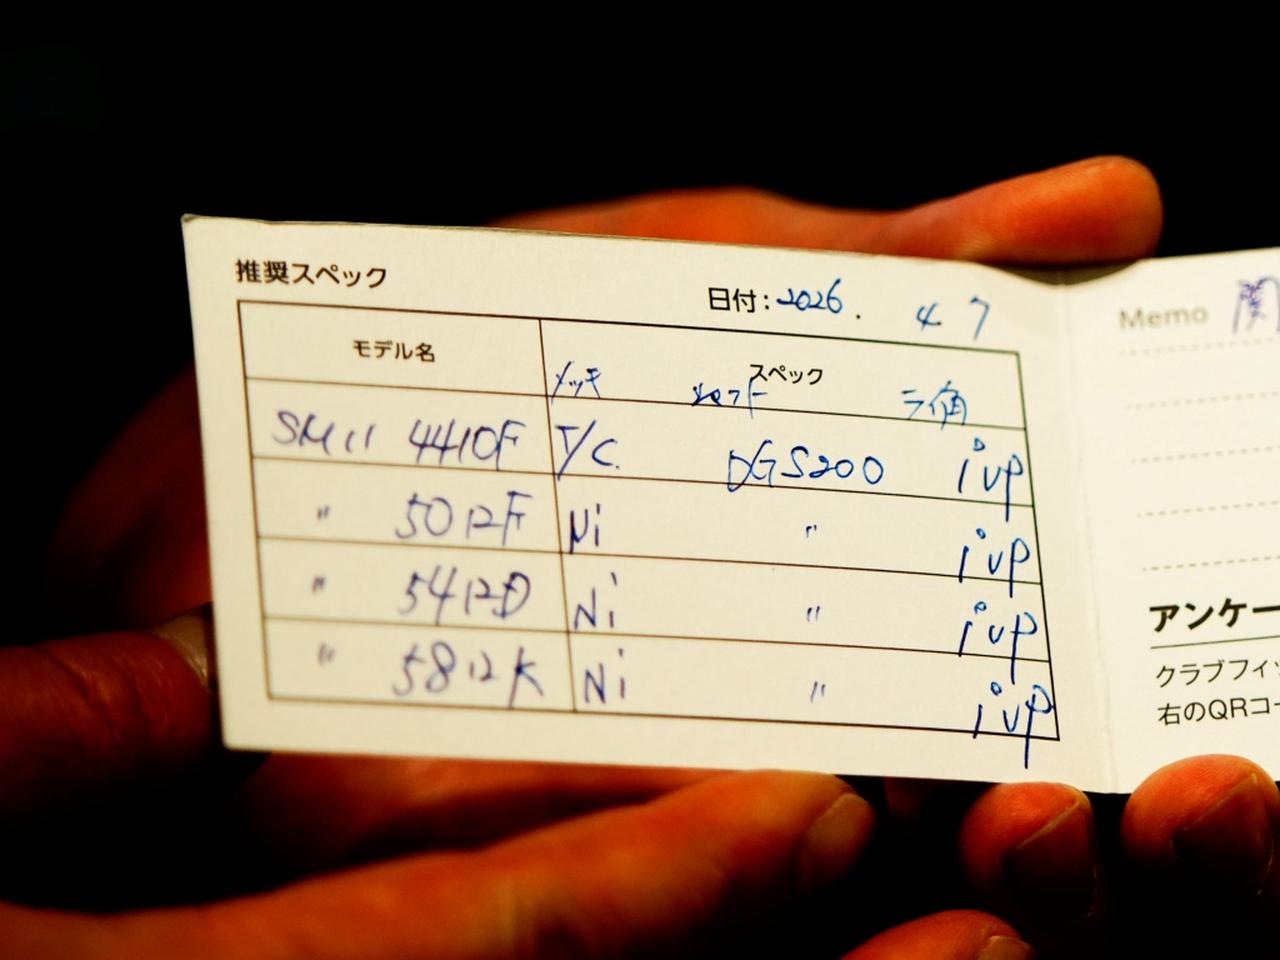 推奨スペック
日付: 2026. 4 7
モデル名 スペック
メッキ シャフト ライ角
SM11 4410F T/C. DGS200 1°up
〃 5012F Ni 〃 1°up
〃 5412D Ni 〃 1°up
〃 5812K Ni 〃 1°up
Memo 関
アンケー
クラブフィッ
右のQRコー